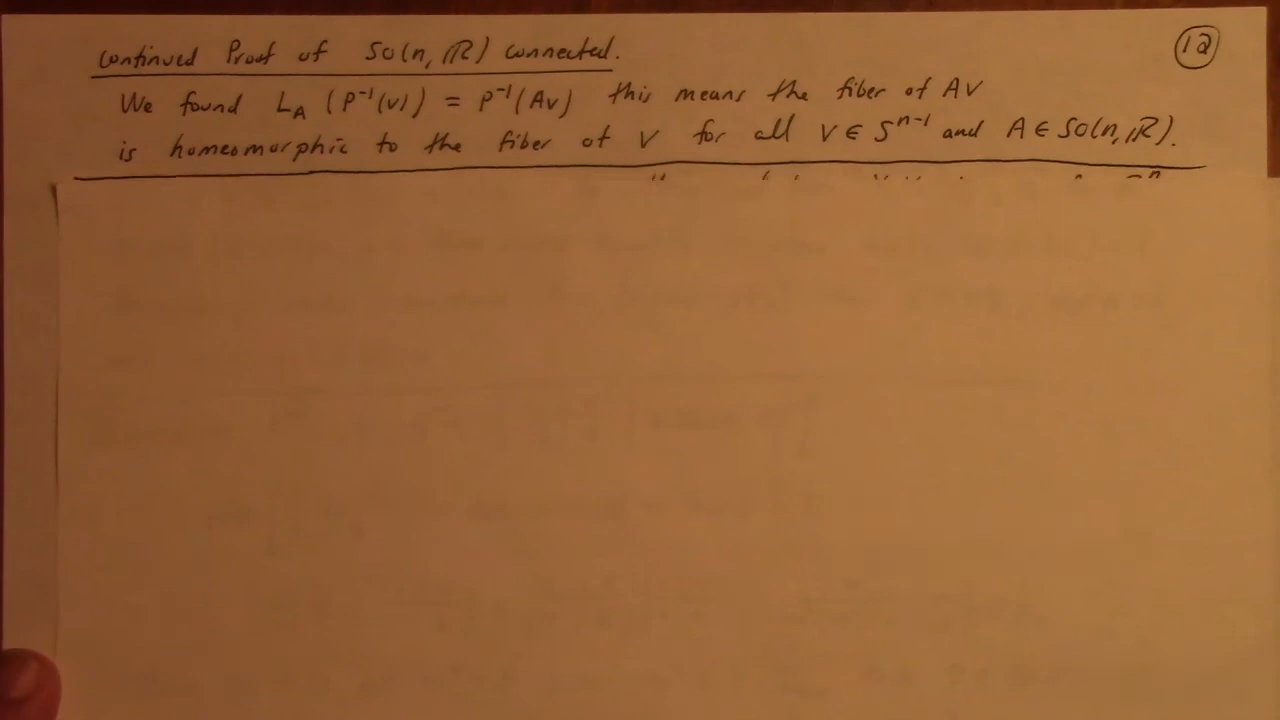 Continued Proof of SO(n, ℝ) connected.
12
We found L_A (P⁻¹(v)) = P⁻¹(Av) this means the fiber of Av
is homeomorphic to the fiber of v for all v ∈ Sⁿ⁻¹ and A ∈ SO(n, ℝ).